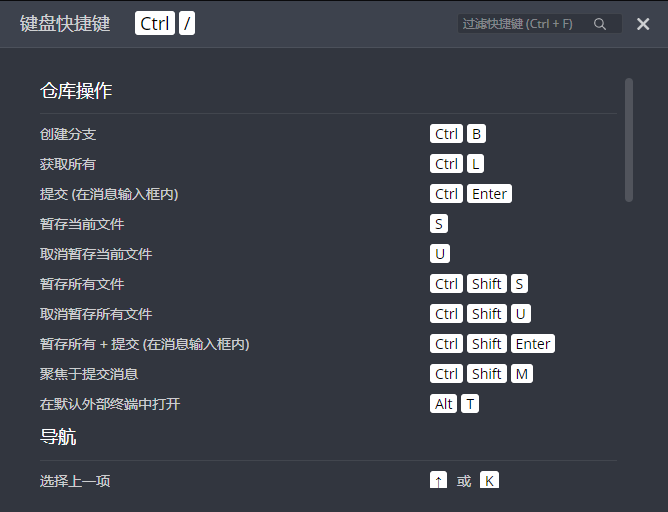 键盘快捷键 Ctrl / 过滤快捷键 (Ctrl + F)
仓库操作
创建分支 Ctrl B
获取所有 Ctrl L
提交 (在消息输入框内) Ctrl Enter
暂存当前文件 S
取消暂存当前文件 U
暂存所有文件 Ctrl Shift S
取消暂存所有文件 Ctrl Shift U
暂存所有 + 提交 (在消息输入框内) Ctrl Shift Enter
聚焦于提交消息 Ctrl Shift M
在默认外部终端中打开 Alt T
导航
选择上一项 ↑ 或 K